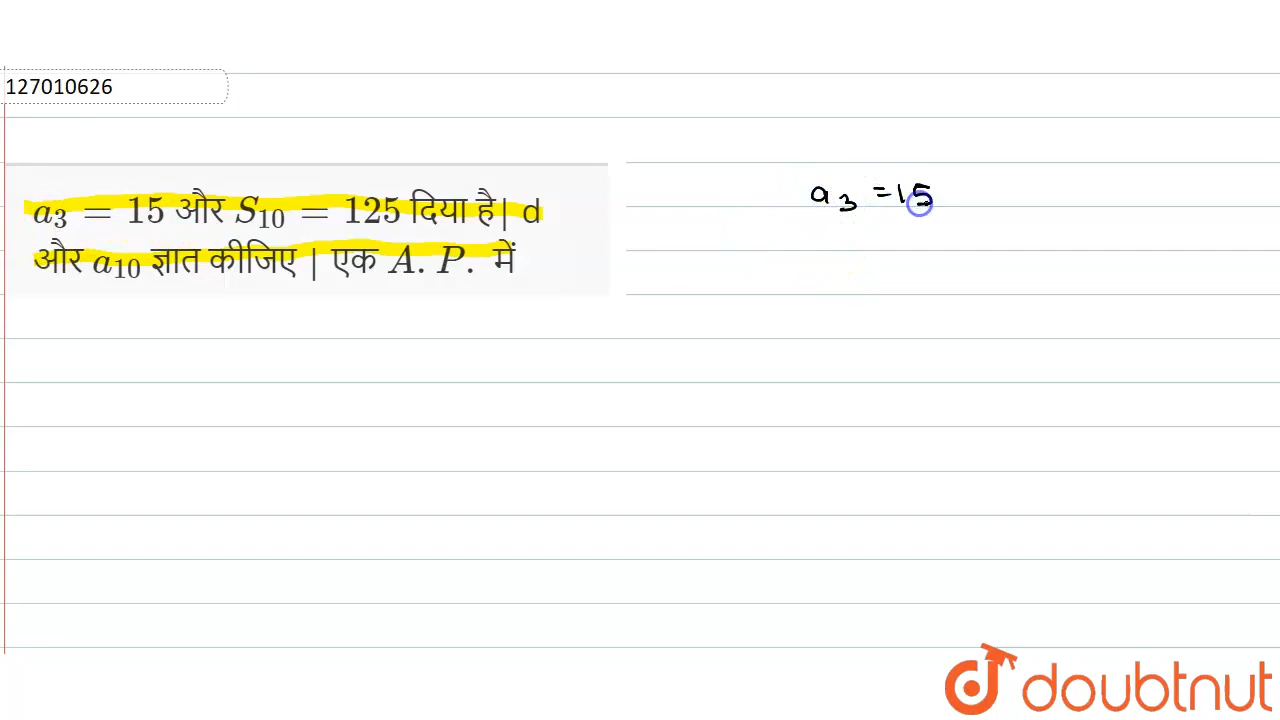 127010626
a₃ = 15 और S₁₀ = 125 दिया है| d
और a₁₀ ज्ञात कीजिए | एक A. P. में
a₃ = 15
doubtnut